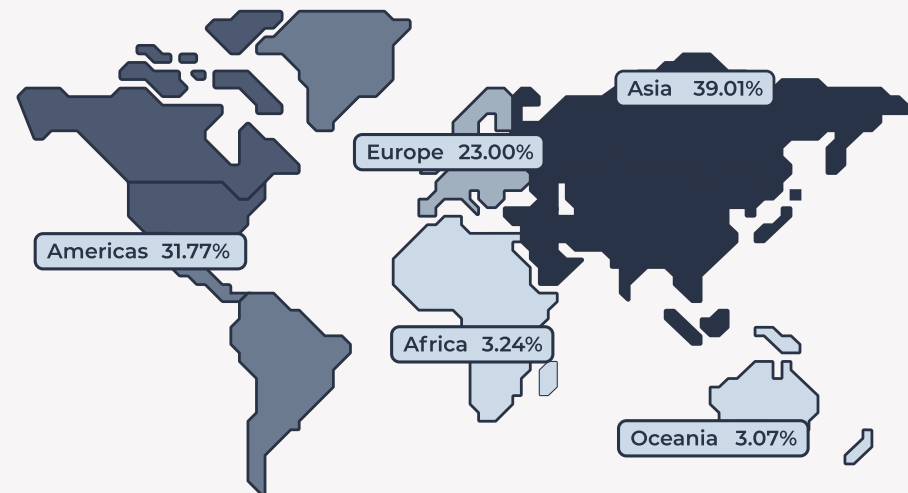 Asia 39.01%
Europe 23.00%
Americas 31.77%
Africa 3.24%
Oceania 3.07%